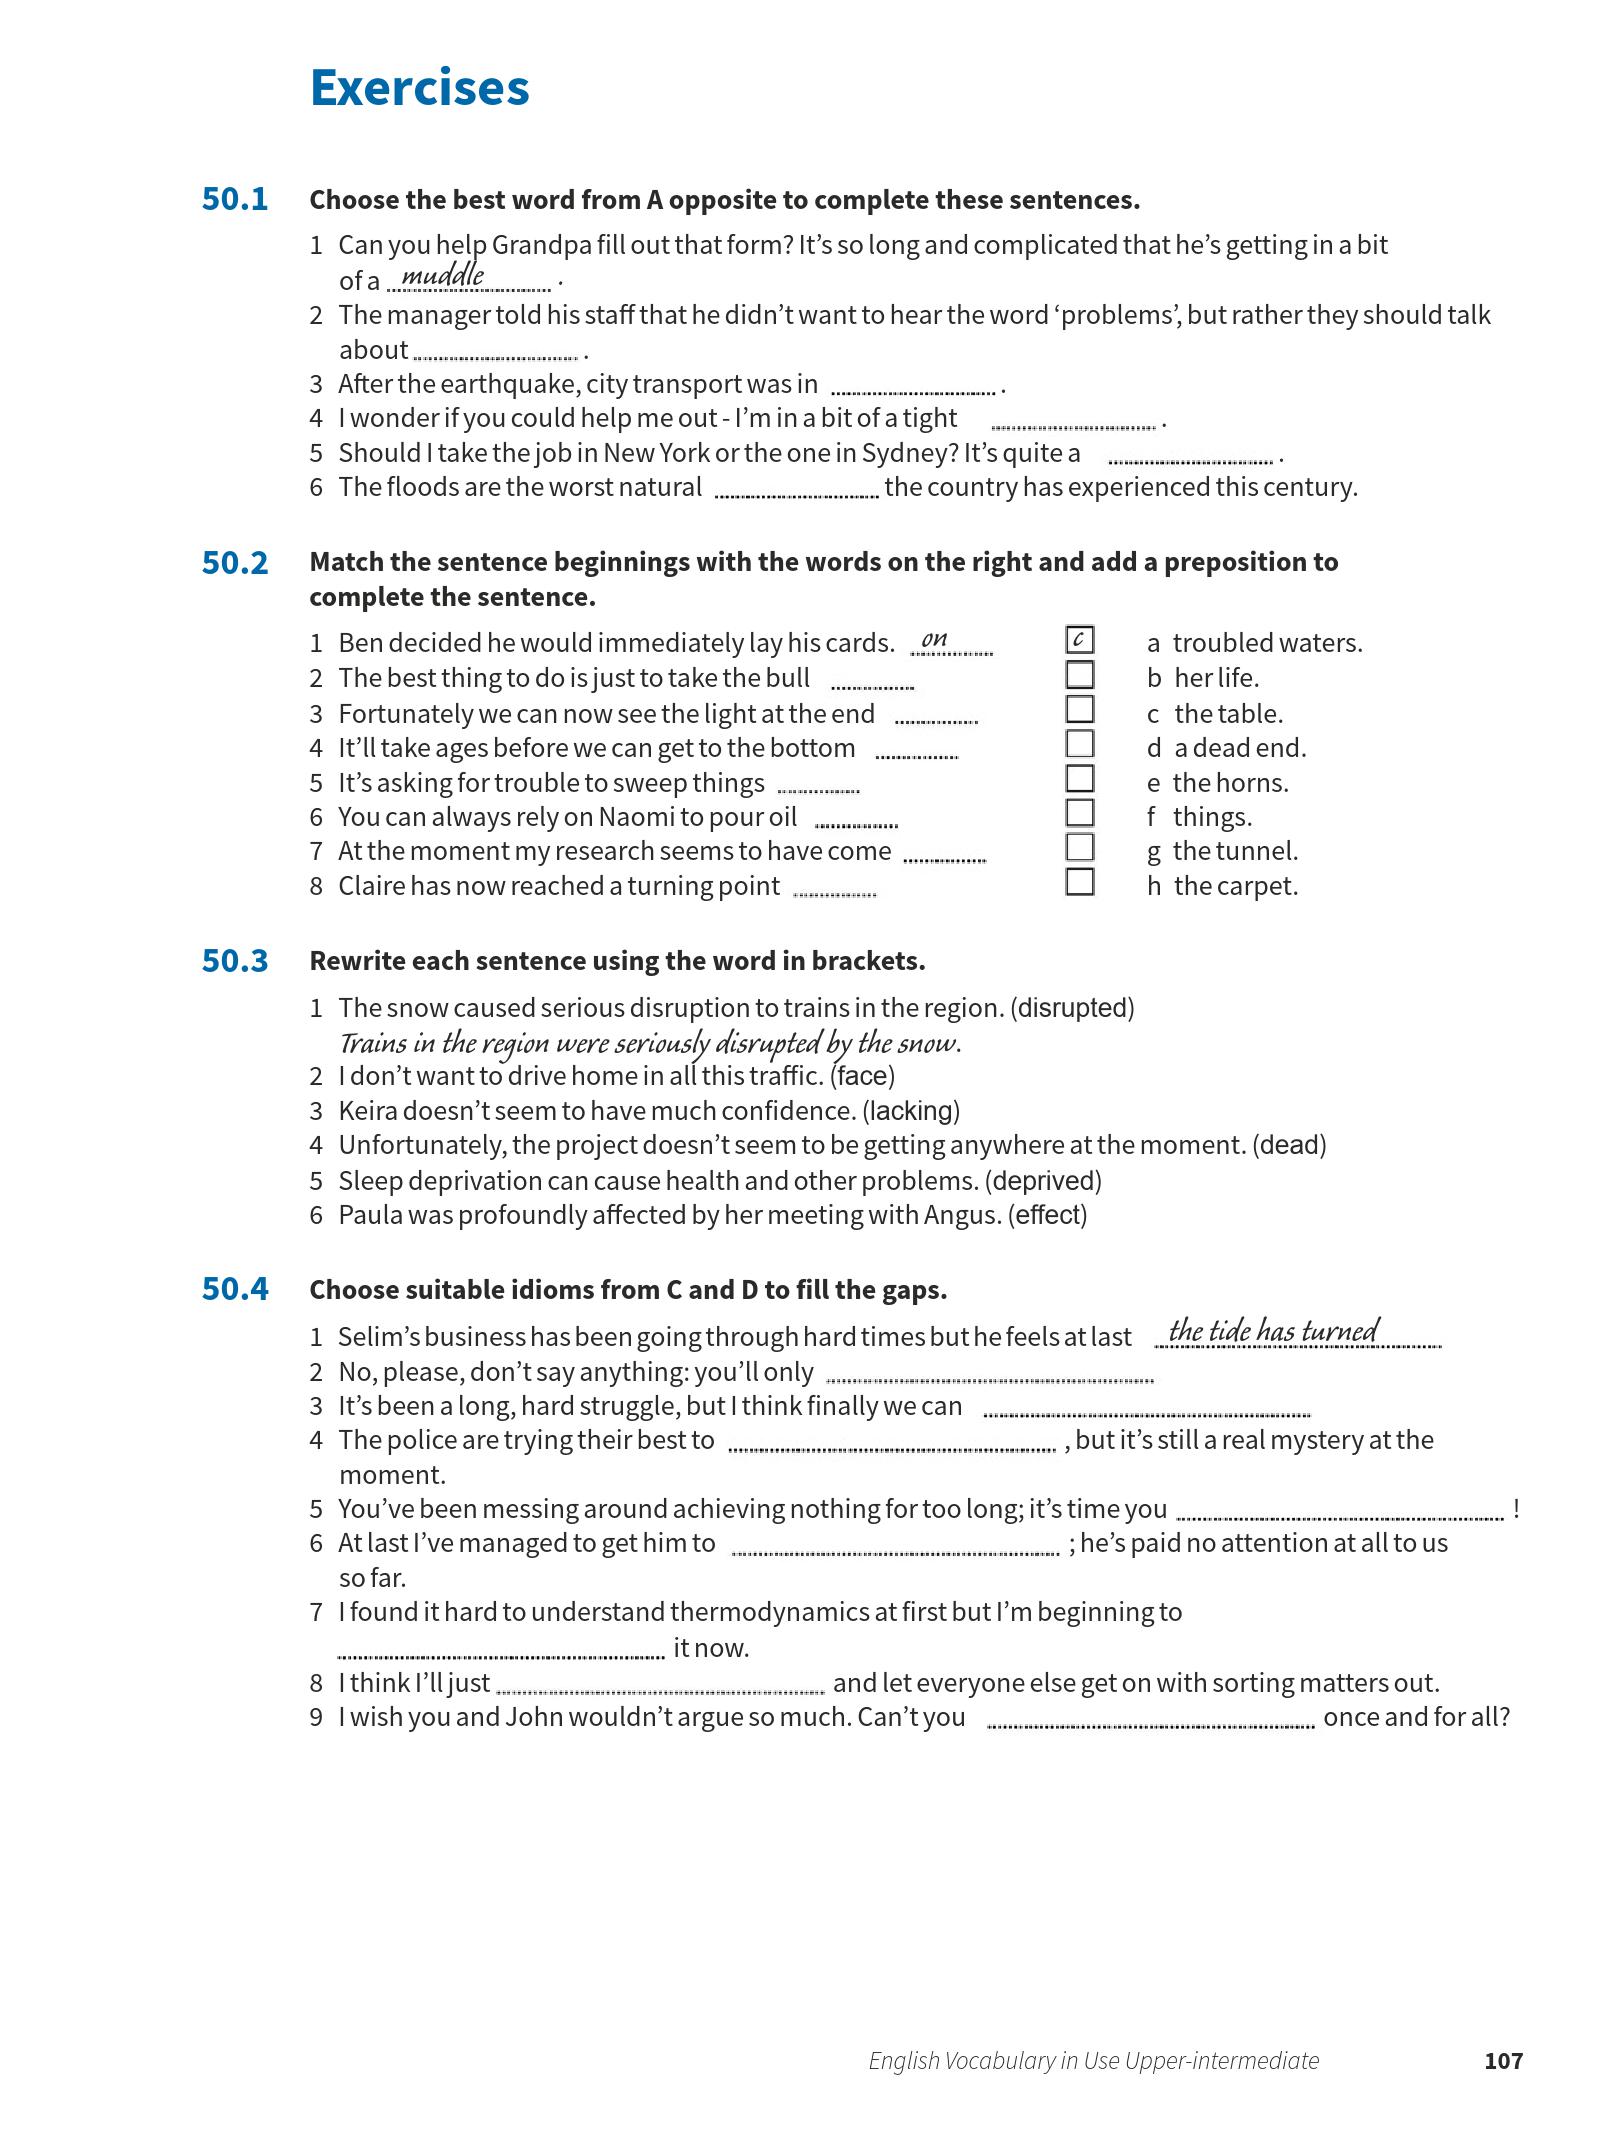 Exercises
50.1 Choose the best word from A opposite to complete these sentences.
1 Can you help Grandpa fill out that form? It's so long and complicated that he's getting in a bit
of a muddle .
2 The manager told his staff that he didn't want to hear the word ‘problems’, but rather they should talk
about .
3 After the earthquake, city transport was in .
4 I wonder if you could help me out - I'm in a bit of a tight .
5 Should I take the job in New York or the one in Sydney? It's quite a .
6 The floods are the worst natural the country has experienced this century.
50.2 Match the sentence beginnings with the words on the right and add a preposition to
complete the sentence.
1 Ben decided he would immediately lay his cards. on c a troubled waters.
2 The best thing to do is just to take the bull b her life.
3 Fortunately we can now see the light at the end c the table.
4 It'll take ages before we can get to the bottom d a dead end.
5 It's asking for trouble to sweep things e the horns.
6 You can always rely on Naomi to pour oil f things.
7 At the moment my research seems to have come g the tunnel.
8 Claire has now reached a turning point h the carpet.
50.3 Rewrite each sentence using the word in brackets.
1 The snow caused serious disruption to trains in the region. (disrupted)
Trains in the region were seriously disrupted by the snow.
2 I don't want to drive home in all this traffic. (face)
3 Keira doesn't seem to have much confidence. (lacking)
4 Unfortunately, the project doesn't seem to be getting anywhere at the moment. (dead)
5 Sleep deprivation can cause health and other problems. (deprived)
6 Paula was profoundly affected by her meeting with Angus. (effect)
50.4 Choose suitable idioms from C and D to fill the gaps.
1 Selim's business has been going through hard times but he feels at last the tide has turned
2 No, please, don't say anything: you'll only
3 It's been a long, hard struggle, but I think finally we can
4 The police are trying their best to , but it's still a real mystery at the
moment.
5 You've been messing around achieving nothing for too long; it's time you !
6 At last I've managed to get him to ; he's paid no attention at all to us
so far.
7 I found it hard to understand thermodynamics at first but I'm beginning to
it now.
8 I think I'll just and let everyone else get on with sorting matters out.
9 I wish you and John wouldn't argue so much. Can't you once and for all?
English Vocabulary in Use Upper-intermediate 107